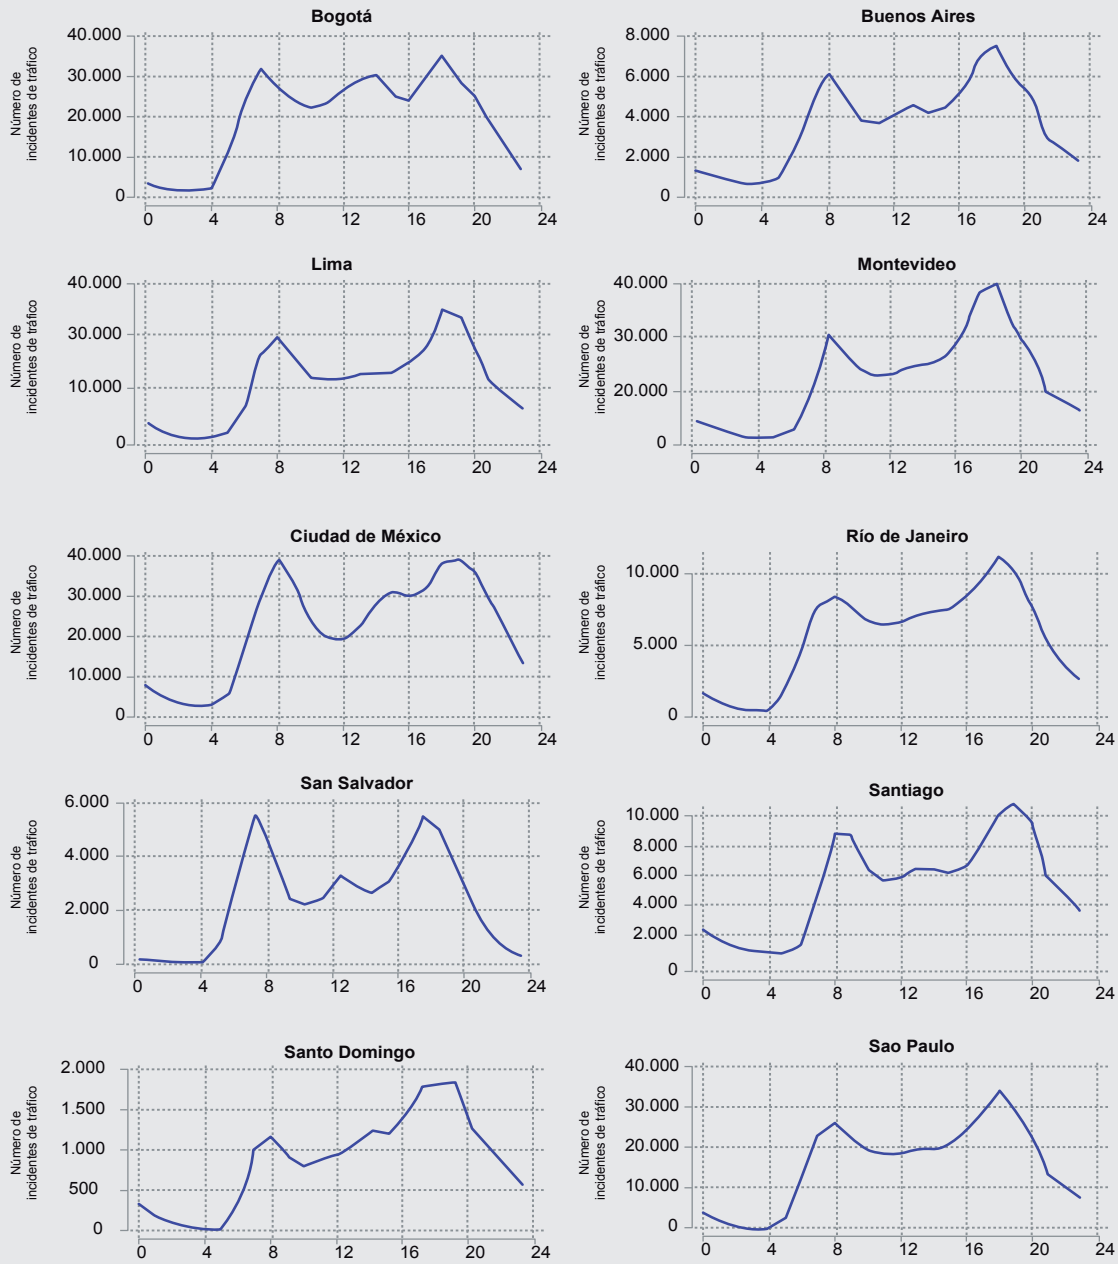 Bogotá
Número de
incidentes de tráfico
40.000
30.000
20.000
10.000
0
0 4 8 12 16 20 24
Buenos Aires
Número de
incidentes de tráfico
8.000
6.000
4.000
2.000
0
0 4 8 12 16 20 24
Lima
Número de
incidentes de tráfico
40.000
30.000
10.000
0
0 4 8 12 16 20 24
Montevideo
Número de
incidentes de tráfico
40.000
30.000
20.000
0
0 4 8 12 16 20 24
Ciudad de México
Número de
incidentes de tráfico
40.000
30.000
20.000
10.000
0
0 4 8 12 16 20 24
Río de Janeiro
Número de
incidentes de tráfico
10.000
5.000
0
0 4 8 12 16 20 24
San Salvador
Número de
incidentes de tráfico
6.000
4.000
2.000
0
0 4 8 12 16 20 24
Santiago
Número de
incidentes de tráfico
10.000
8.000
6.000
4.000
2.000
0
0 4 8 12 16 20 24
Santo Domingo
Número de
incidentes de tráfico
2.000
1.500
1.000
500
0
0 4 8 12 16 20 24
Sao Paulo
Número de
incidentes de tráfico
40.000
30.000
20.000
10.000
0
0 4 8 12 16 20 24